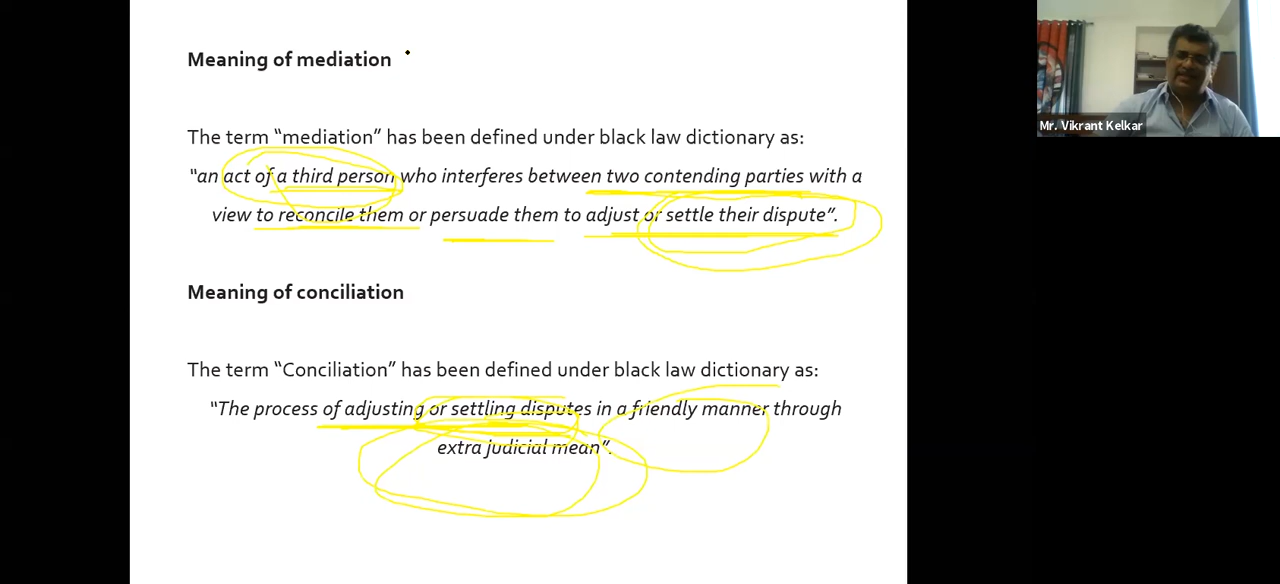 Meaning of mediation
The term “mediation” has been defined under black law dictionary as:
“an act of a third person who interferes between two contending parties with a
view to reconcile them or persuade them to adjust or settle their dispute”.
Meaning of conciliation
The term “Conciliation” has been defined under black law dictionary as:
“The process of adjusting or settling disputes in a friendly manner through
extra judicial mean”.
Mr. Vikrant Kelkar